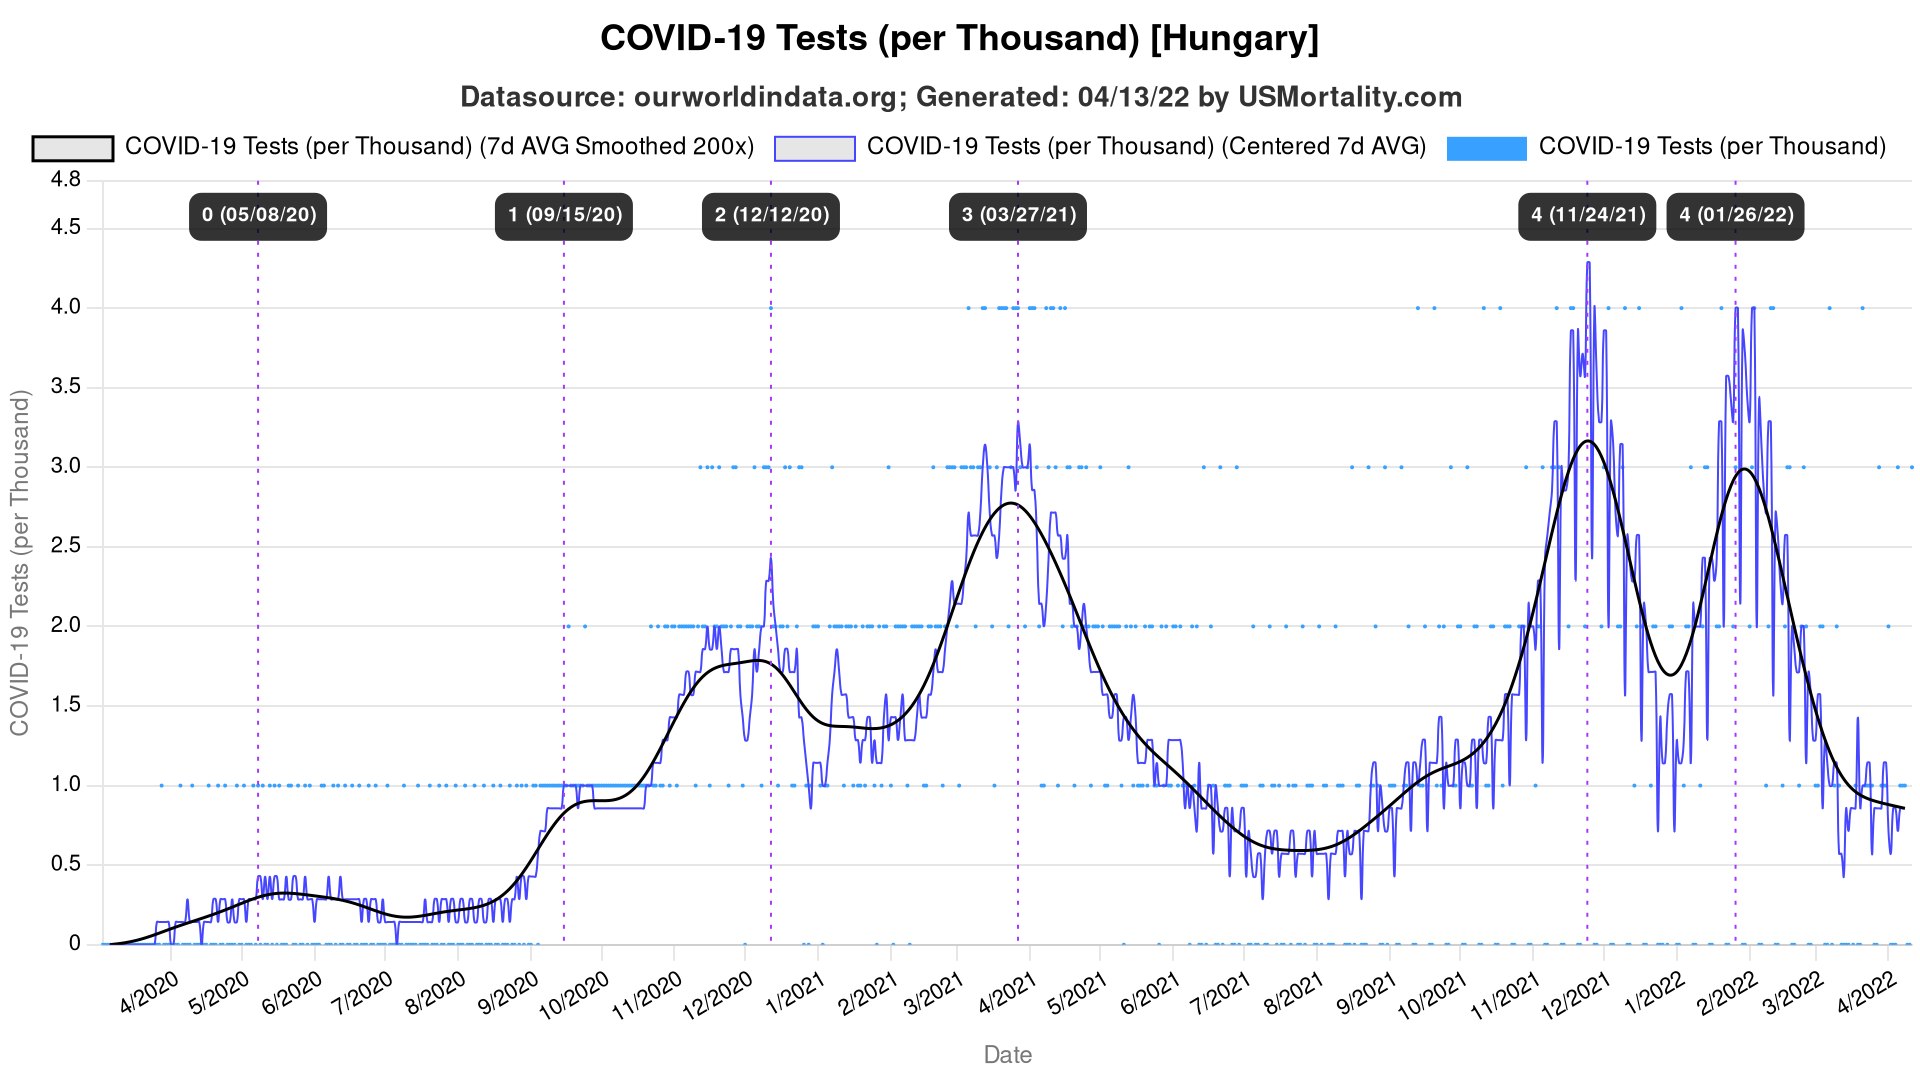 COVID-19 Tests (per Thousand) [Hungary]
Datasource: ourworldindata.org; Generated: 04/13/22 by USMortality.com
COVID-19 Tests (per Thousand) (7d AVG Smoothed 200x) COVID-19 Tests (per Thousand) (Centered 7d AVG) COVID-19 Tests (per Thousand)
0 (05/08/20) 1 (09/15/20) 2 (12/12/20) 3 (03/27/21) 4 (11/24/21) 4 (01/26/22)
COVID-19 Tests (per Thousand)
4.8
4.5
4.0
3.5
3.0
2.5
2.0
1.5
1.0
0.5
0
4/2020 5/2020 6/2020 7/2020 8/2020 9/2020 10/2020 11/2020 12/2020 1/2021 2/2021 3/2021 4/2021 5/2021 6/2021 7/2021 8/2021 9/2021 10/2021 11/2021 12/2021 1/2022 2/2022 3/2022 4/2022
Date